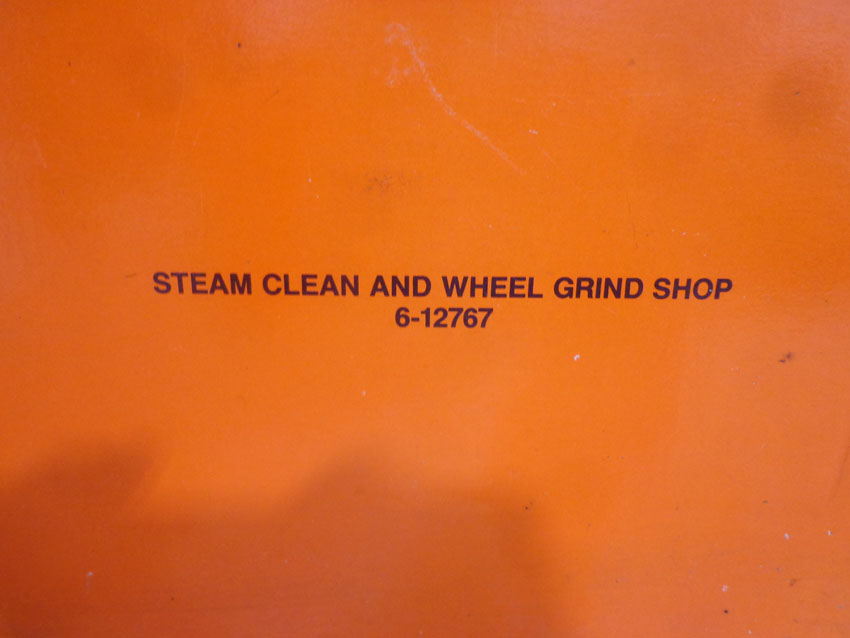 STEAM CLEAN AND WHEEL GRIND SHOP
6-12767